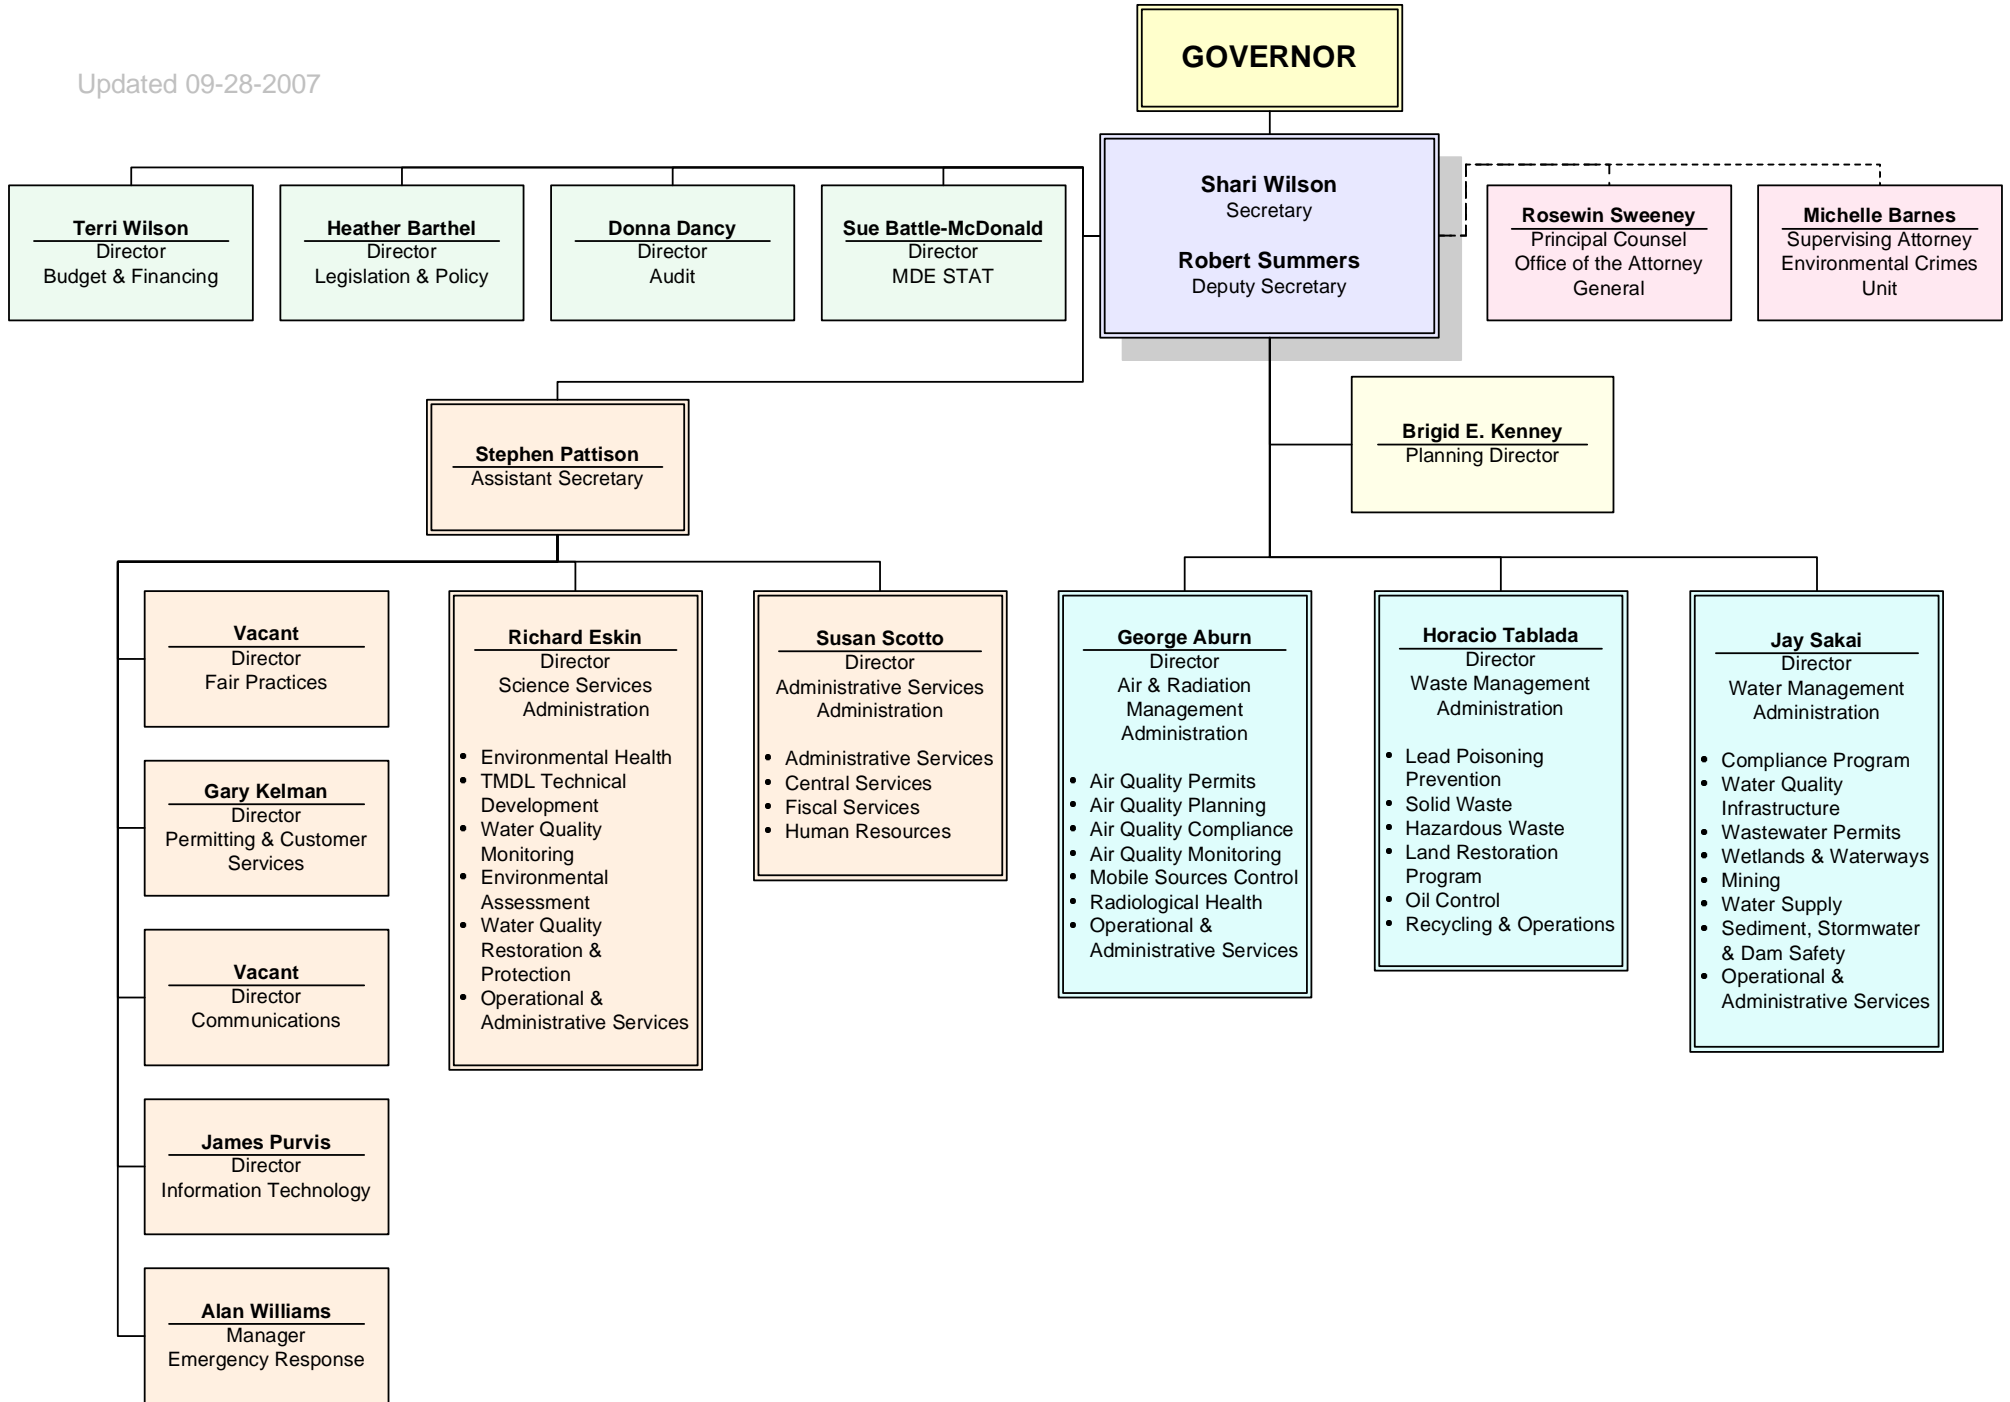 GOVERNOR
Updated 09-28-2007
Shari Wilson
Secretary
Robert Summers
Deputy Secretary
Terri Wilson
Director
Budget & Financing
Heather Barthel
Director
Legislation & Policy
Donna Dancy
Director
Audit
Sue Battle-McDonald
Director
MDE STAT
Rosewin Sweeney
Principal Counsel
Office of the Attorney
General
Michelle Barnes
Supervising Attorney
Environmental Crimes
Unit
Stephen Pattison
Assistant Secretary
Brigid E. Kenney
Planning Director
Vacant
Director
Fair Practices
Gary Kelman
Director
Permitting & Customer
Services
Vacant
Director
Communications
James Purvis
Director
Information Technology
Alan Williams
Manager
Emergency Response
Richard Eskin
Director
Science Services
Administration
• Environmental Health
• TMDL Technical
Development
• Water Quality
Monitoring
• Environmental
Assessment
• Water Quality
Restoration &
Protection
• Operational &
Administrative Services
Susan Scotto
Director
Administrative Services
Administration
• Administrative Services
• Central Services
• Fiscal Services
• Human Resources
George Aburn
Director
Air & Radiation
Management
Administration
• Air Quality Permits
• Air Quality Planning
• Air Quality Compliance
• Air Quality Monitoring
• Mobile Sources Control
• Radiological Health
• Operational &
Administrative Services
Horacio Tablada
Director
Waste Management
Administration
• Lead Poisoning
Prevention
• Solid Waste
• Hazardous Waste
• Land Restoration
Program
• Oil Control
• Recycling & Operations
Jay Sakai
Director
Water Management
Administration
• Compliance Program
• Water Quality
Infrastructure
• Wastewater Permits
• Wetlands & Waterways
• Mining
• Water Supply
• Sediment, Stormwater
& Dam Safety
• Operational &
Administrative Services